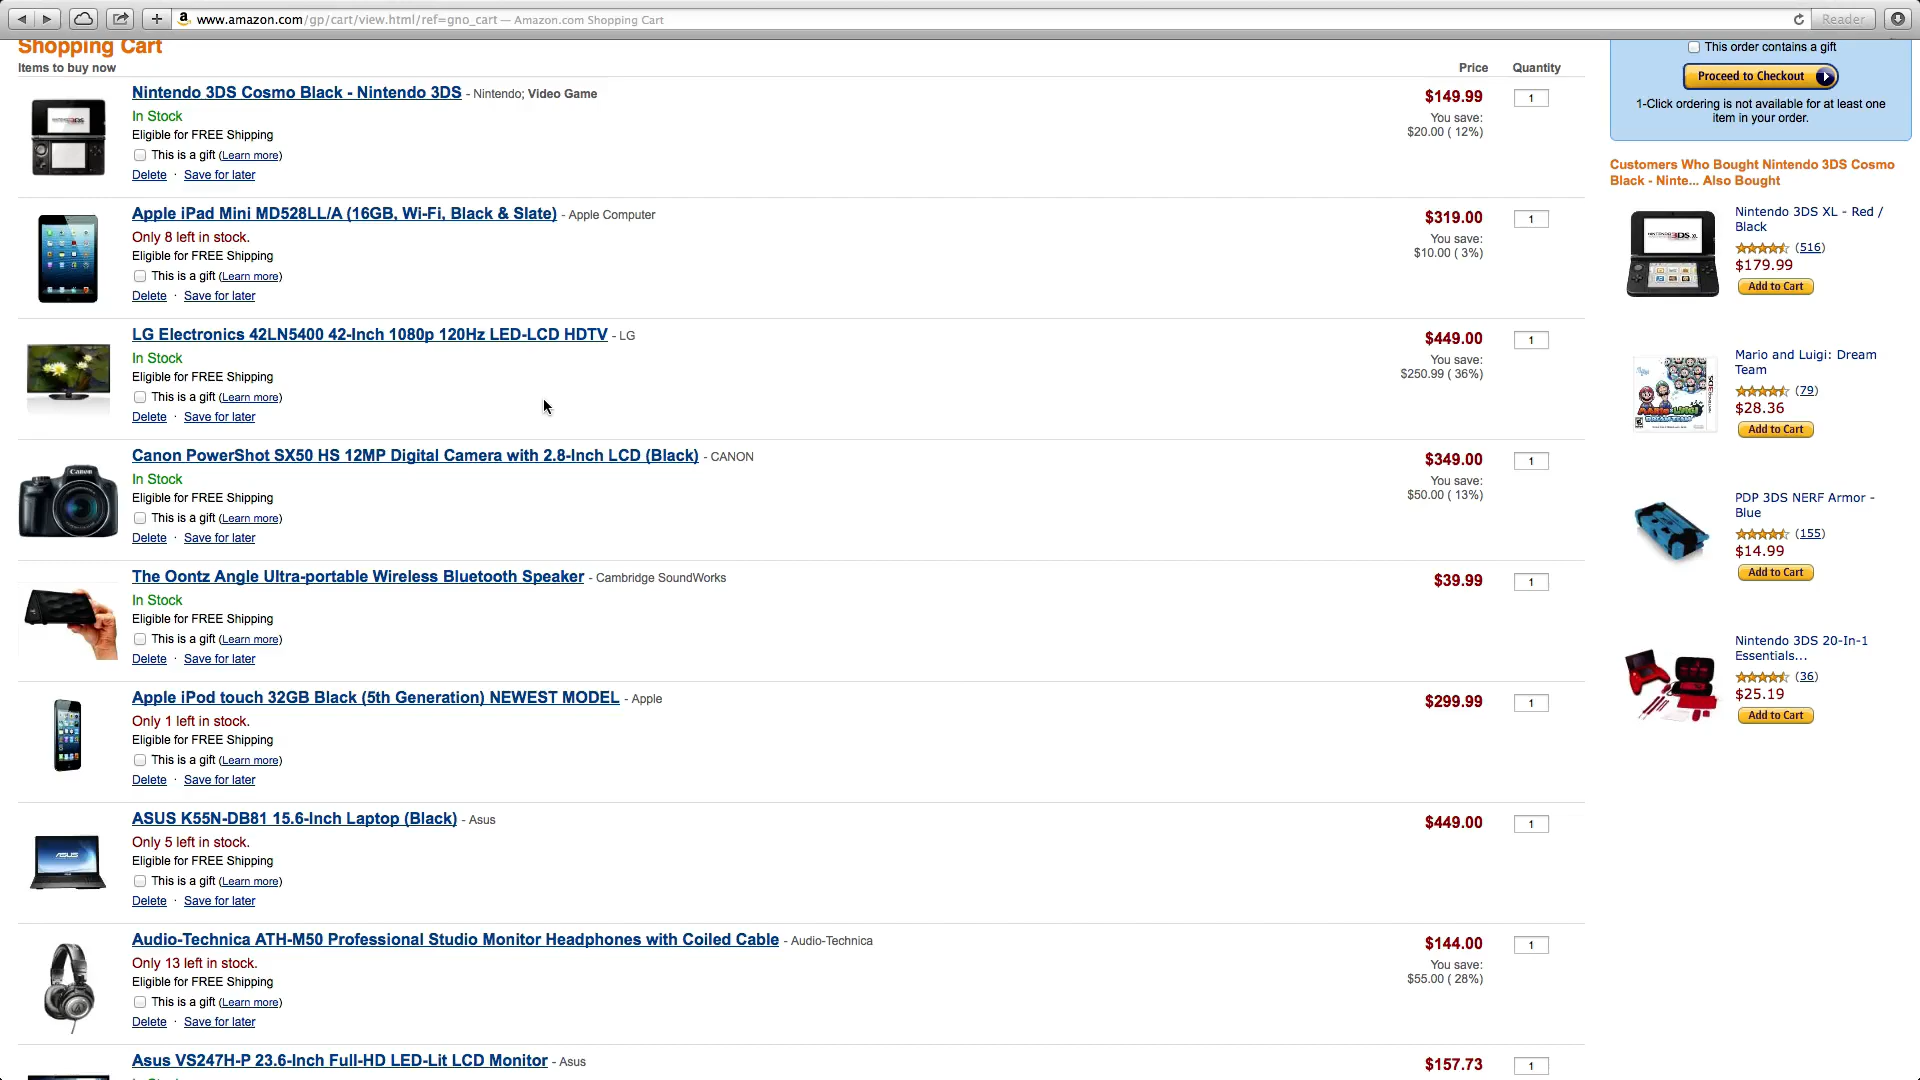 www.amazon.com/gp/cart/view.html/ref=gno_cart — Amazon.com Shopping Cart
Reader
Shopping Cart
Items to buy now
Price
Quantity
Nintendo 3DS Cosmo Black - Nintendo 3DS - Nintendo; Video Game
$149.99
1
In Stock
You save:
Eligible for FREE Shipping
$20.00 ( 12%)
This is a gift (Learn more)
Delete · Save for later
Apple iPad Mini MD528LL/A (16GB, Wi-Fi, Black & Slate) - Apple Computer
$319.00
1
Only 8 left in stock.
You save:
Eligible for FREE Shipping
$10.00 ( 3%)
This is a gift (Learn more)
Delete · Save for later
LG Electronics 42LN5400 42-Inch 1080p 120Hz LED-LCD HDTV - LG
$449.00
1
In Stock
You save:
Eligible for FREE Shipping
$250.99 ( 36%)
This is a gift (Learn more)
Delete · Save for later
Canon
Canon PowerShot SX50 HS 12MP Digital Camera with 2.8-Inch LCD (Black) - CANON
$349.00
1
In Stock
You save:
Eligible for FREE Shipping
$50.00 ( 13%)
This is a gift (Learn more)
Delete · Save for later
The Oontz Angle Ultra-portable Wireless Bluetooth Speaker - Cambridge SoundWorks
$39.99
1
In Stock
Eligible for FREE Shipping
This is a gift (Learn more)
Delete · Save for later
Apple iPod touch 32GB Black (5th Generation) NEWEST MODEL - Apple
$299.99
1
Only 1 left in stock.
Eligible for FREE Shipping
This is a gift (Learn more)
Delete · Save for later
ASUS
ASUS K55N-DB81 15.6-Inch Laptop (Black) - Asus
$449.00
1
Only 5 left in stock.
Eligible for FREE Shipping
This is a gift (Learn more)
Delete · Save for later
Audio-Technica ATH-M50 Professional Studio Monitor Headphones with Coiled Cable - Audio-Technica
$144.00
1
Only 13 left in stock.
You save:
Eligible for FREE Shipping
$55.00 ( 28%)
This is a gift (Learn more)
Delete · Save for later
Asus VS247H-P 23.6-Inch Full-HD LED-Lit LCD Monitor - Asus
$157.73
1
This order contains a gift
Proceed to Checkout
1-Click ordering is not available for at least one
item in your order.
Customers Who Bought Nintendo 3DS Cosmo
Black - Ninte... Also Bought
Nintendo 3DS XL - Red /
Black
(516)
$179.99
Add to Cart
Mario and Luigi: Dream
Team
(79)
$28.36
Add to Cart
PDP 3DS NERF Armor -
Blue
(155)
$14.99
Add to Cart
Nintendo 3DS 20-In-1
Essentials...
(36)
$25.19
Add to Cart